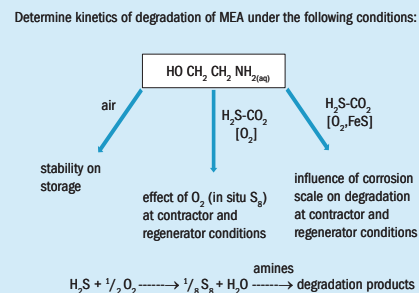 Determine kinetics of degradation of MEA under the following conditions:
HO CH₂ CH₂ NH₂(aq)
air
H₂S-CO₂
[O₂]
H₂S-CO₂
[O₂,FeS]
stability on
storage
effect of O₂ (in situ S₈)
at contractor and
regenerator conditions
influence of corrosion
scale on degradation
at contractor and
regenerator conditions
amines
H₂S + ¹/₂ O₂ ------> ¹/₈ S₈ + H₂O ------> degradation products